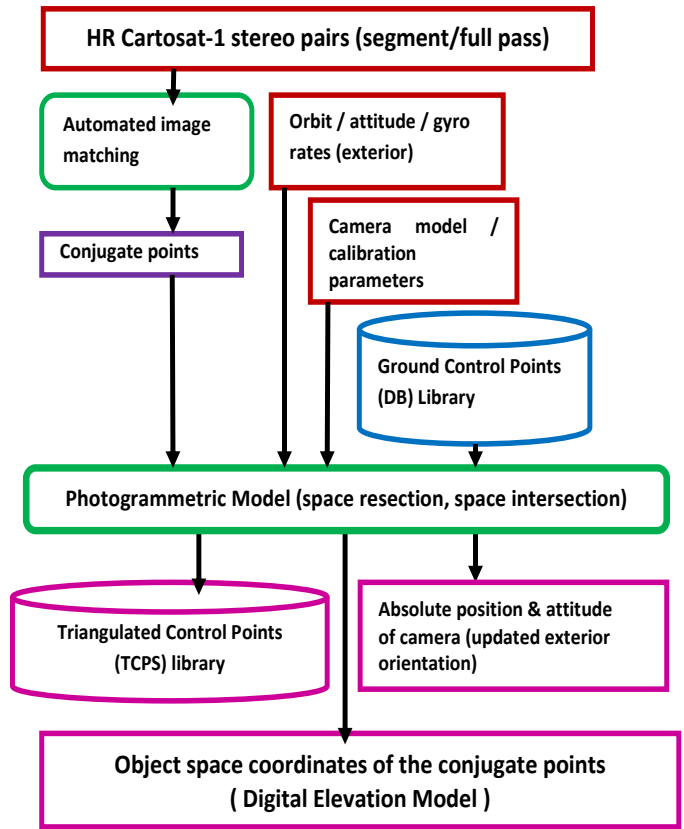 HR Cartosat-1 stereo pairs (segment/full pass)
Automated image
matching
Orbit / attitude / gyro
rates (exterior)
Conjugate points
Camera model /
calibration
parameters
Ground Control Points
(DB) Library
Photogrammetric Model (space resection, space intersection)
Triangulated Control Points
(TCPS) library
Absolute position & attitude
of camera (updated exterior
orientation)
Object space coordinates of the conjugate points
( Digital Elevation Model )